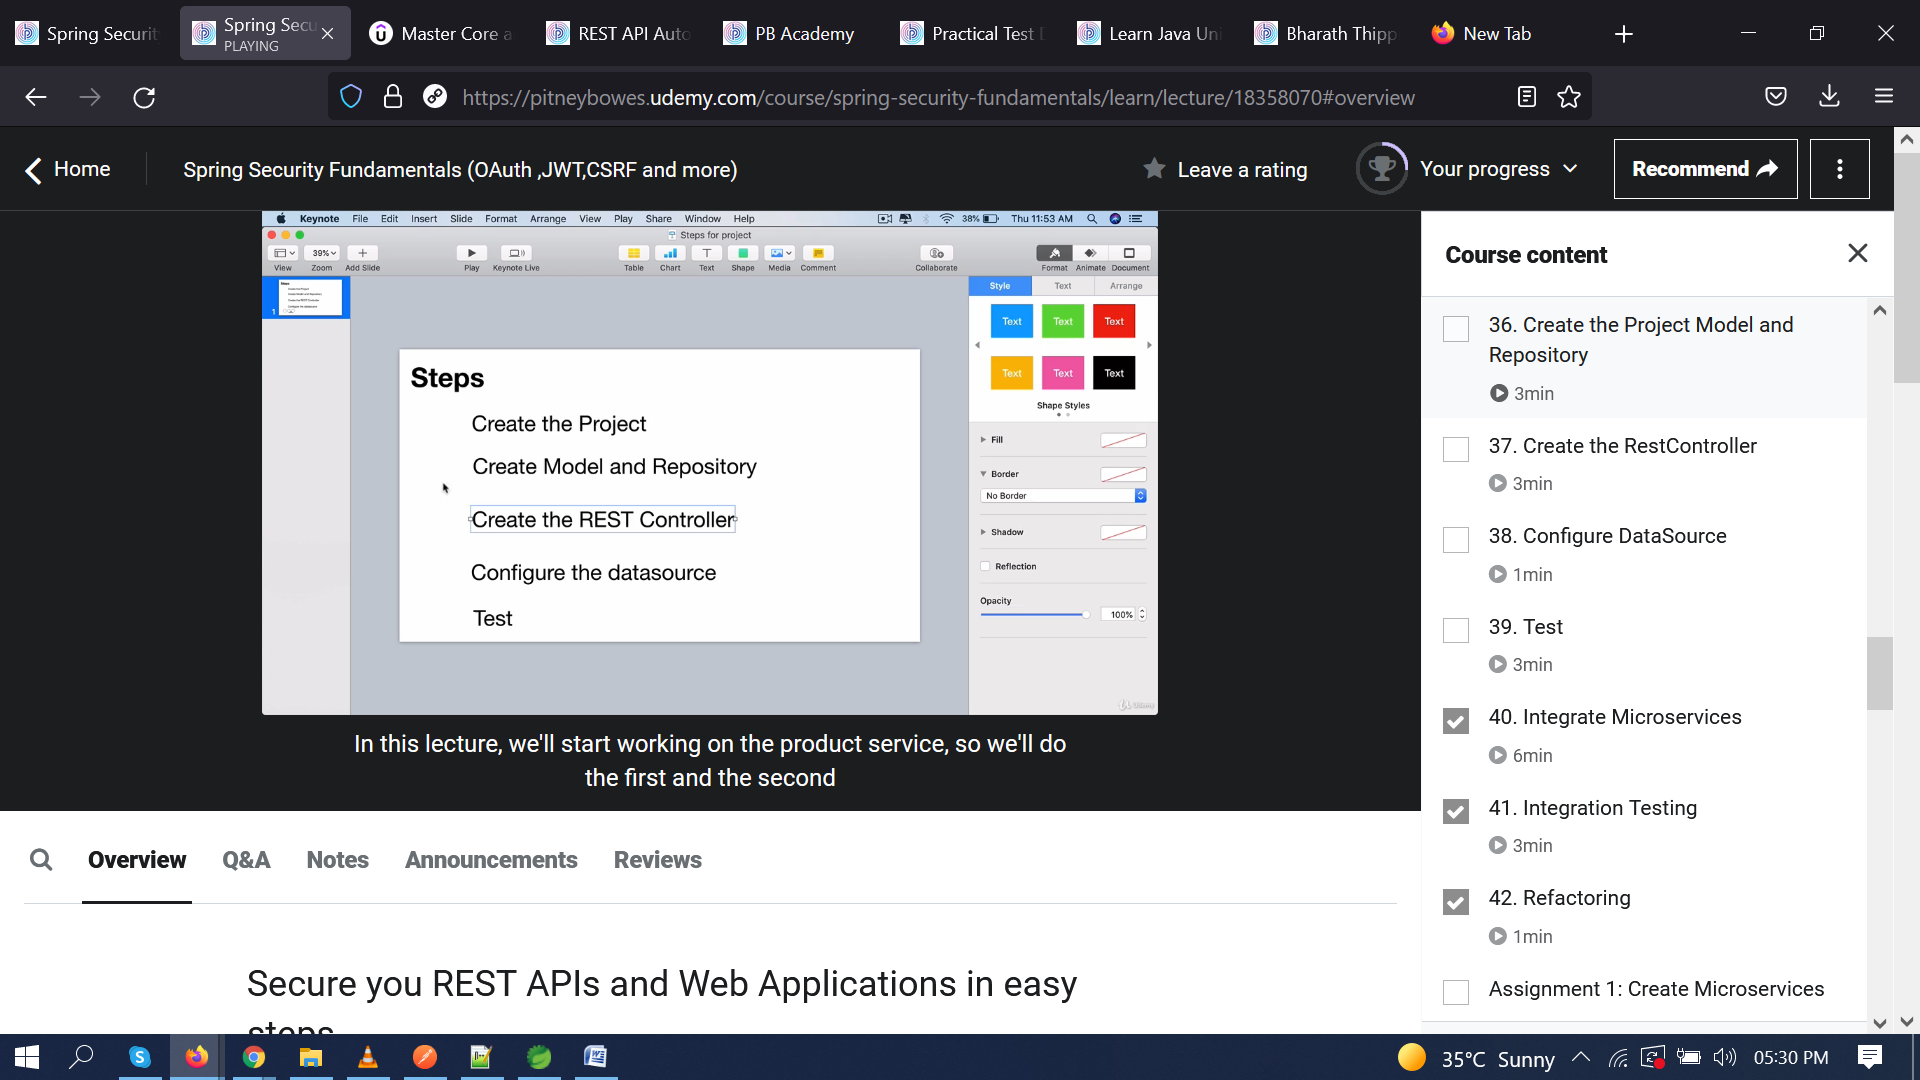 Spring Securit
Spring Secu
PLAYING
Master Core a
REST API Auto
PB Academy
Practical Test D
Learn Java Uni
Bharath Thipp
New Tab
https://pitneybowes.udemy.com/course/spring-security-fundamentals/learn/lecture/18358070#overview
Home
Spring Security Fundamentals (OAuth ,JWT,CSRF and more)
Leave a rating
Your progress
Recommend
Keynote File Edit Insert Slide Format Arrange View Play Share Window Help
38% Thu 11:53 AM
Steps for project
39%
View Zoom Add Slide Play Keynote Live Table Chart Text Shape Media Comment Collaborate Format Animate Document
Style Text Arrange
1
Text Text Text
Text Text Text
Shape Styles
Fill
Border
No Border
Shadow
Reflection
Opacity
100%
Steps
Create the Project
Create Model and Repository
Create the REST Controller
Configure the datasource
Test
In this lecture, we'll start working on the product service, so we'll do
the first and the second
Course content
36. Create the Project Model and
Repository
3min
37. Create the RestController
3min
38. Configure DataSource
1min
39. Test
3min
40. Integrate Microservices
6min
41. Integration Testing
3min
42. Refactoring
1min
Assignment 1: Create Microservices
Overview Q&A Notes Announcements Reviews
Secure you REST APIs and Web Applications in easy
steps
35°C Sunny
05:30 PM